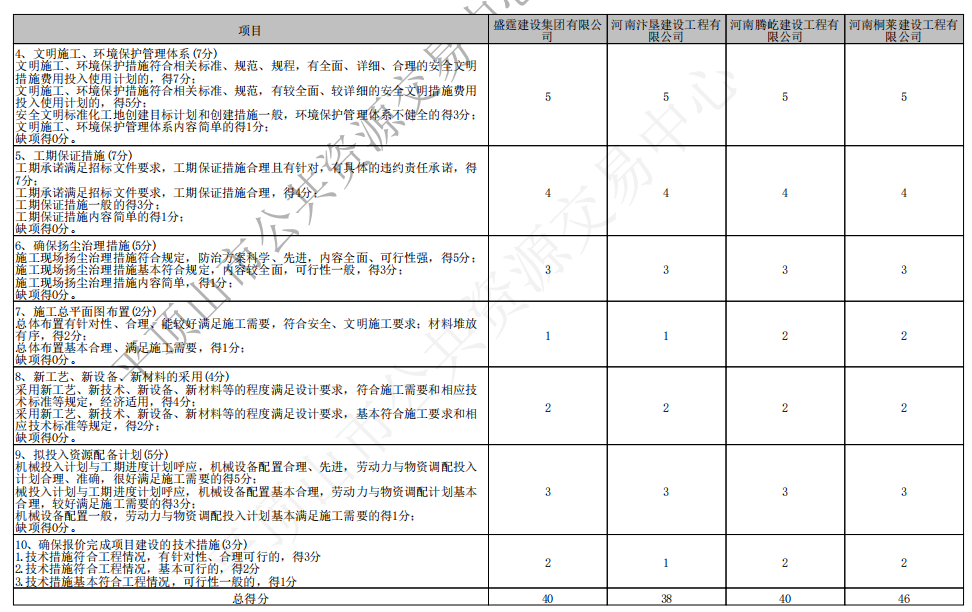 项目
盛霆建设集团有限公
司
河南汴垦建设工程有
限公司
河南腾屹建设工程有
限公司
河南桐莱建设工程有
限公司
4、文明施工、环境保护管理体系(7分)
文明施工、环境保护措施符合相关标准、规范、规程，有全面、详细、合理的安全文明
措施费用投入使用计划的，得7分；
文明施工、环境保护措施符合相关标准、规范，有较全面、较详细的安全文明措施费用
投入使用计划的，得5分；
安全文明标准化工地创建目标计划和创建措施一般，环境保护管理体系不健全的得3分；
文明施工、环境保护管理体系内容简单的得1分；
缺项得0分。
5
5
5
5
5、工期保证措施(7分)
工期承诺满足招标文件要求，工期保证措施合理且有针对，有具体的违约责任承诺，得
7分；
工期承诺满足招标文件要求，工期保证措施合理，得4分；
工期保证措施一般的得3分；
工期保证措施内容简单的得1分；
缺项得0分。
4
4
4
4
6、确保扬尘治理措施(5分)
施工现场扬尘治理措施符合规定，防治方案科学、先进，内容全面、可行性强，得5分；
施工现场扬尘治理措施基本符合规定，内容较全面，可行性一般，得3分；
施工现场扬尘治理措施内容简单，得1分；
缺项得0分。
3
3
3
3
7、施工总平面图布置(2分)
总体布置有针对性、合理，能较好满足施工需要，符合安全、文明施工要求；材料堆放
有序，得2分；
总体布置基本合理、满足施工需要，得1分；
缺项得0分。
1
1
2
2
8、新工艺、新设备、新材料的采用(4分)
采用新工艺、新技术、新设备、新材料等的程度满足设计要求，符合施工需要和相应技
术标准等规定，经济适用，得4分；
采用新工艺、新技术、新设备、新材料等的程度满足设计要求，基本符合施工要求和相
应技术标准等规定，得2分；
缺项得0分。
2
2
2
2
9、拟投入资源配备计划(5分)
机械投入计划与工期进度计划呼应，机械设备配置合理、先进，劳动力与物资调配投入
计划合理、准确，很好满足施工需要的得5分；
械投入计划与工期进度计划呼应，机械设备配置基本合理，劳动力与物资调配计划基本
合理，较好满足施工需要的得3分；
机械设备配置一般，劳动力与物资调配投入计划基本满足施工需要的得1分；
缺项得0分。
3
3
3
3
10、确保报价完成项目建设的技术措施(3分)
1.技术措施符合工程情况，有针对性、合理可行的，得3分
2.技术措施符合工程情况，基本可行的，得2分
3.技术措施基本符合工程情况，可行性一般的，得1分
2
1
2
2
总得分
40
38
40
46
平顶山市公共资源交易中心
平顶山市公共资源交易中心